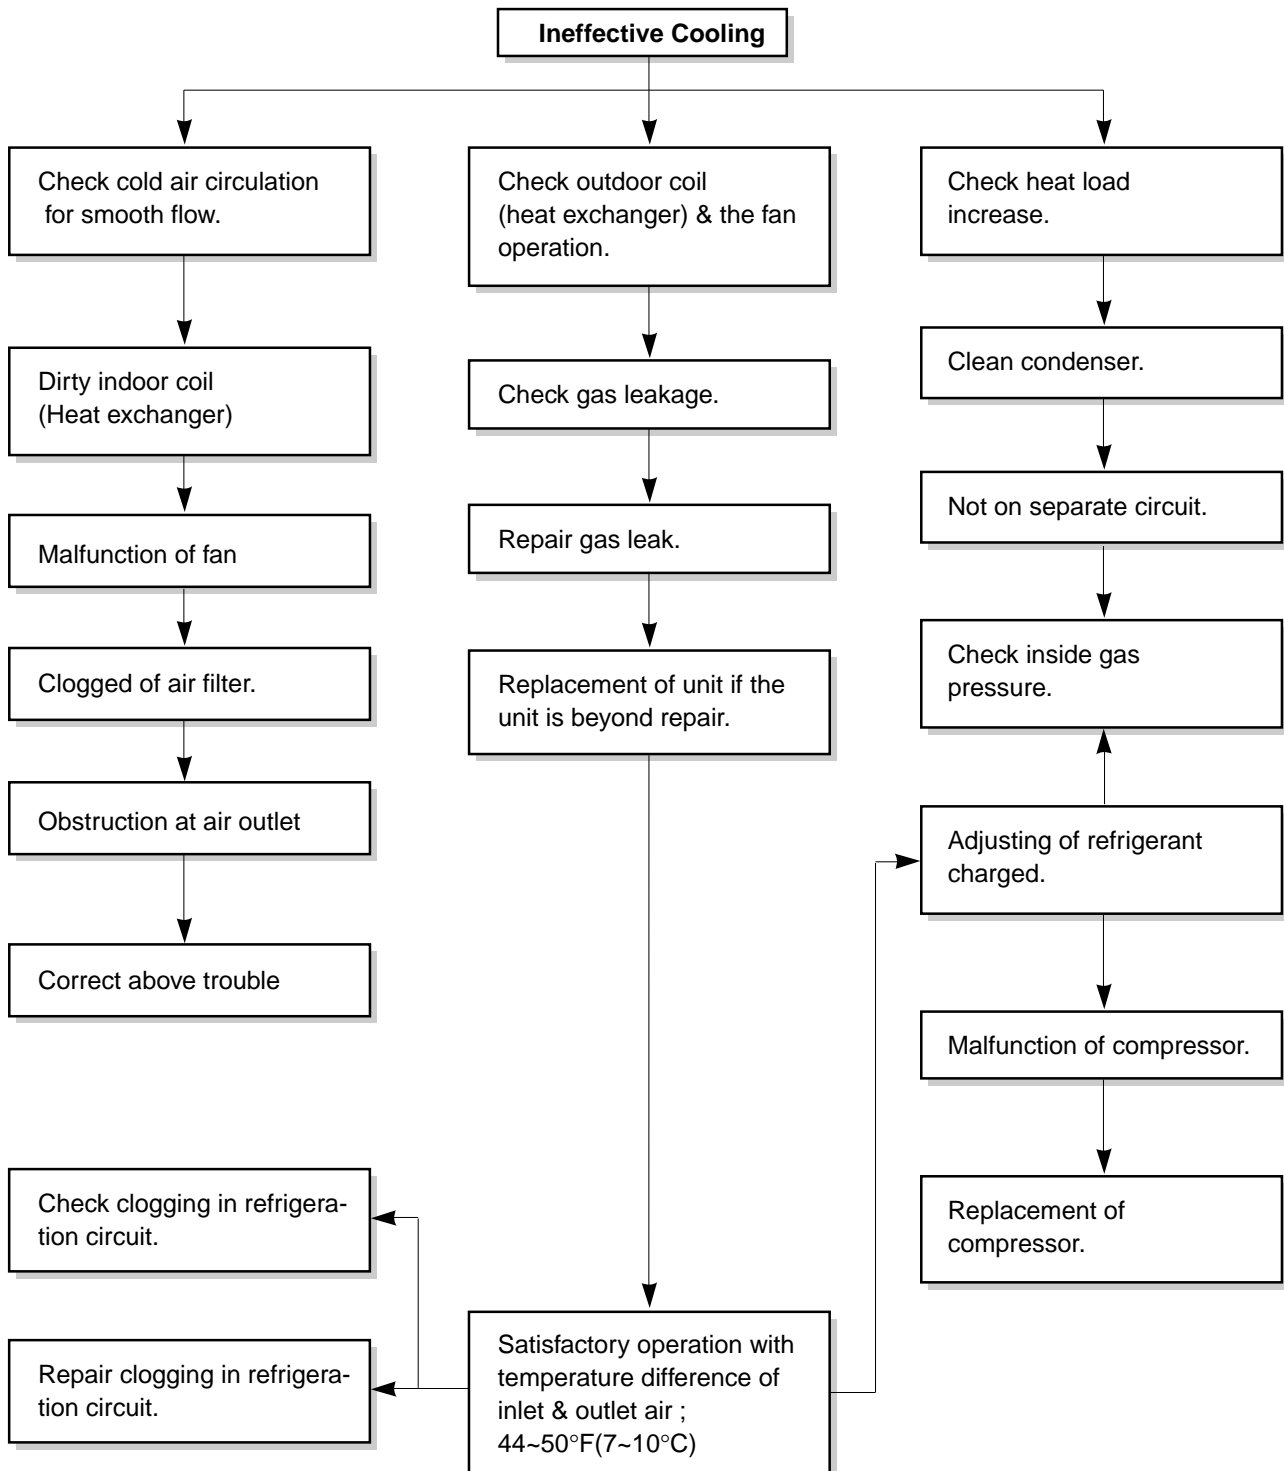 Ineffective Cooling
Check cold air circulation
for smooth flow.
Dirty indoor coil
(Heat exchanger)
Malfunction of fan
Clogged of air filter.
Obstruction at air outlet
Correct above trouble
Check outdoor coil
(heat exchanger) & the fan
operation.
Check gas leakage.
Repair gas leak.
Replacement of unit if the
unit is beyond repair.
Check heat load
increase.
Clean condenser.
Not on separate circuit.
Check inside gas
pressure.
Adjusting of refrigerant
charged.
Malfunction of compressor.
Replacement of
compressor.
Check clogging in refrigera-
tion circuit.
Repair clogging in refrigera-
tion circuit.
Satisfactory operation with
temperature difference of
inlet & outlet air ;
44~50°F(7~10°C)